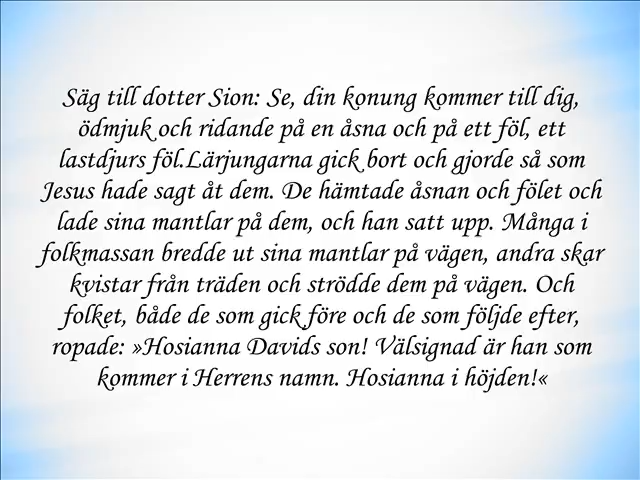 Säg till dotter Sion: Se, din konung kommer till dig,
ödmjuk och ridande på en åsna och på ett föl, ett
lastdjurs föl.Lärjungarna gick bort och gjorde så som
Jesus hade sagt åt dem. De hämtade åsnan och fölet och
lade sina mantlar på dem, och han satt upp. Många i
folkmassan bredde ut sina mantlar på vägen, andra skar
kvistar från träden och strödde dem på vägen. Och
folket, både de som gick före och de som följde efter,
ropade: »Hosianna Davids son! Välsignad är han som
kommer i Herrens namn. Hosianna i höjden!«